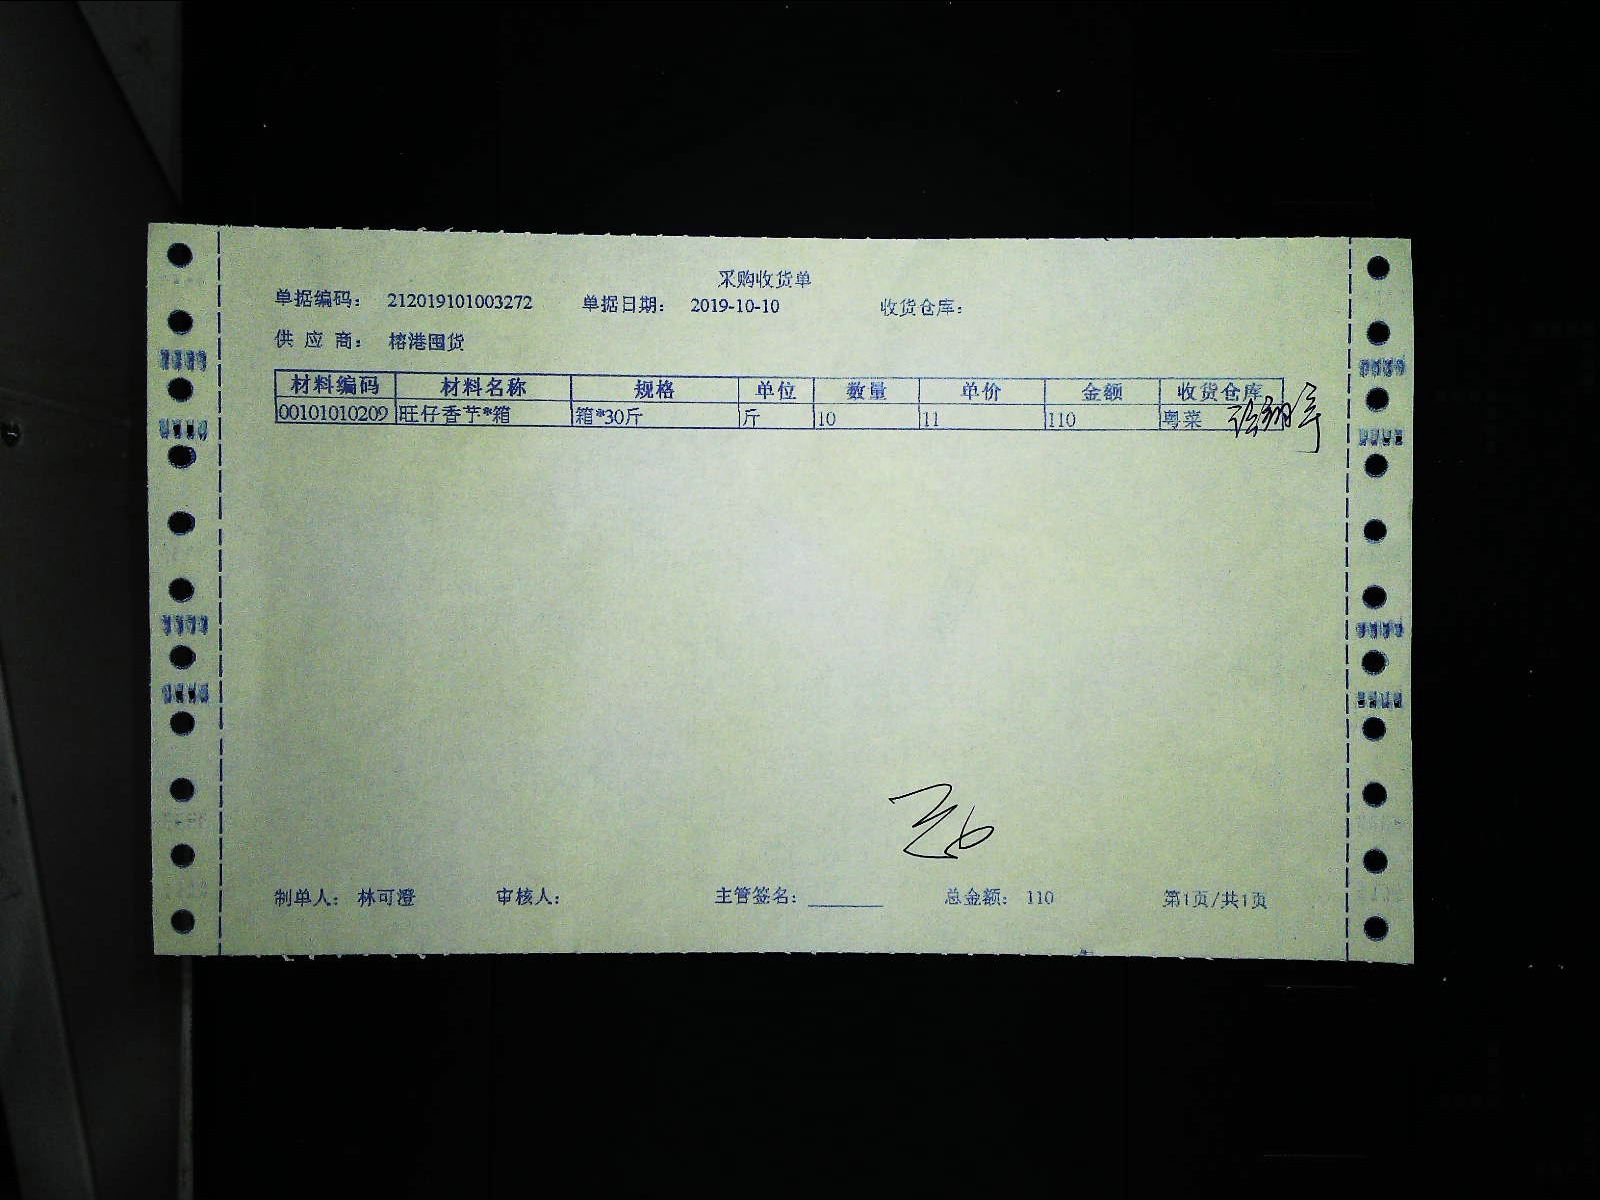 采购收货单
单据编码： 212019101003272 单据日期： 2019-10-10 收货仓库：
供 应 商： 榕港囤货
材料编码 材料名称 规格 单位 数量 单价 金额 收货仓库
00101010209 旺仔香芋*箱 箱*30斤 斤 10 11 110 粤菜
制单人： 林可澄 审核人： 主管签名： 总金额： 110 第1页/共1页